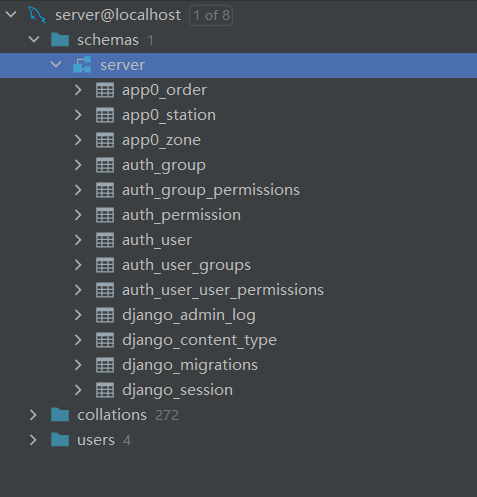 server@localhost 1 of 8
schemas 1
server
app0_order
app0_station
app0_zone
auth_group
auth_group_permissions
auth_permission
auth_user
auth_user_groups
auth_user_user_permissions
django_admin_log
django_content_type
django_migrations
django_session
collations 272
users 4